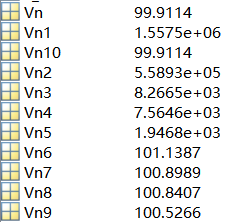 Vn 99.9114
Vn1 1.5575e+06
Vn10 99.9114
Vn2 5.5893e+05
Vn3 8.2665e+03
Vn4 7.5646e+03
Vn5 1.9468e+03
Vn6 101.1387
Vn7 100.8989
Vn8 100.8407
Vn9 100.5266